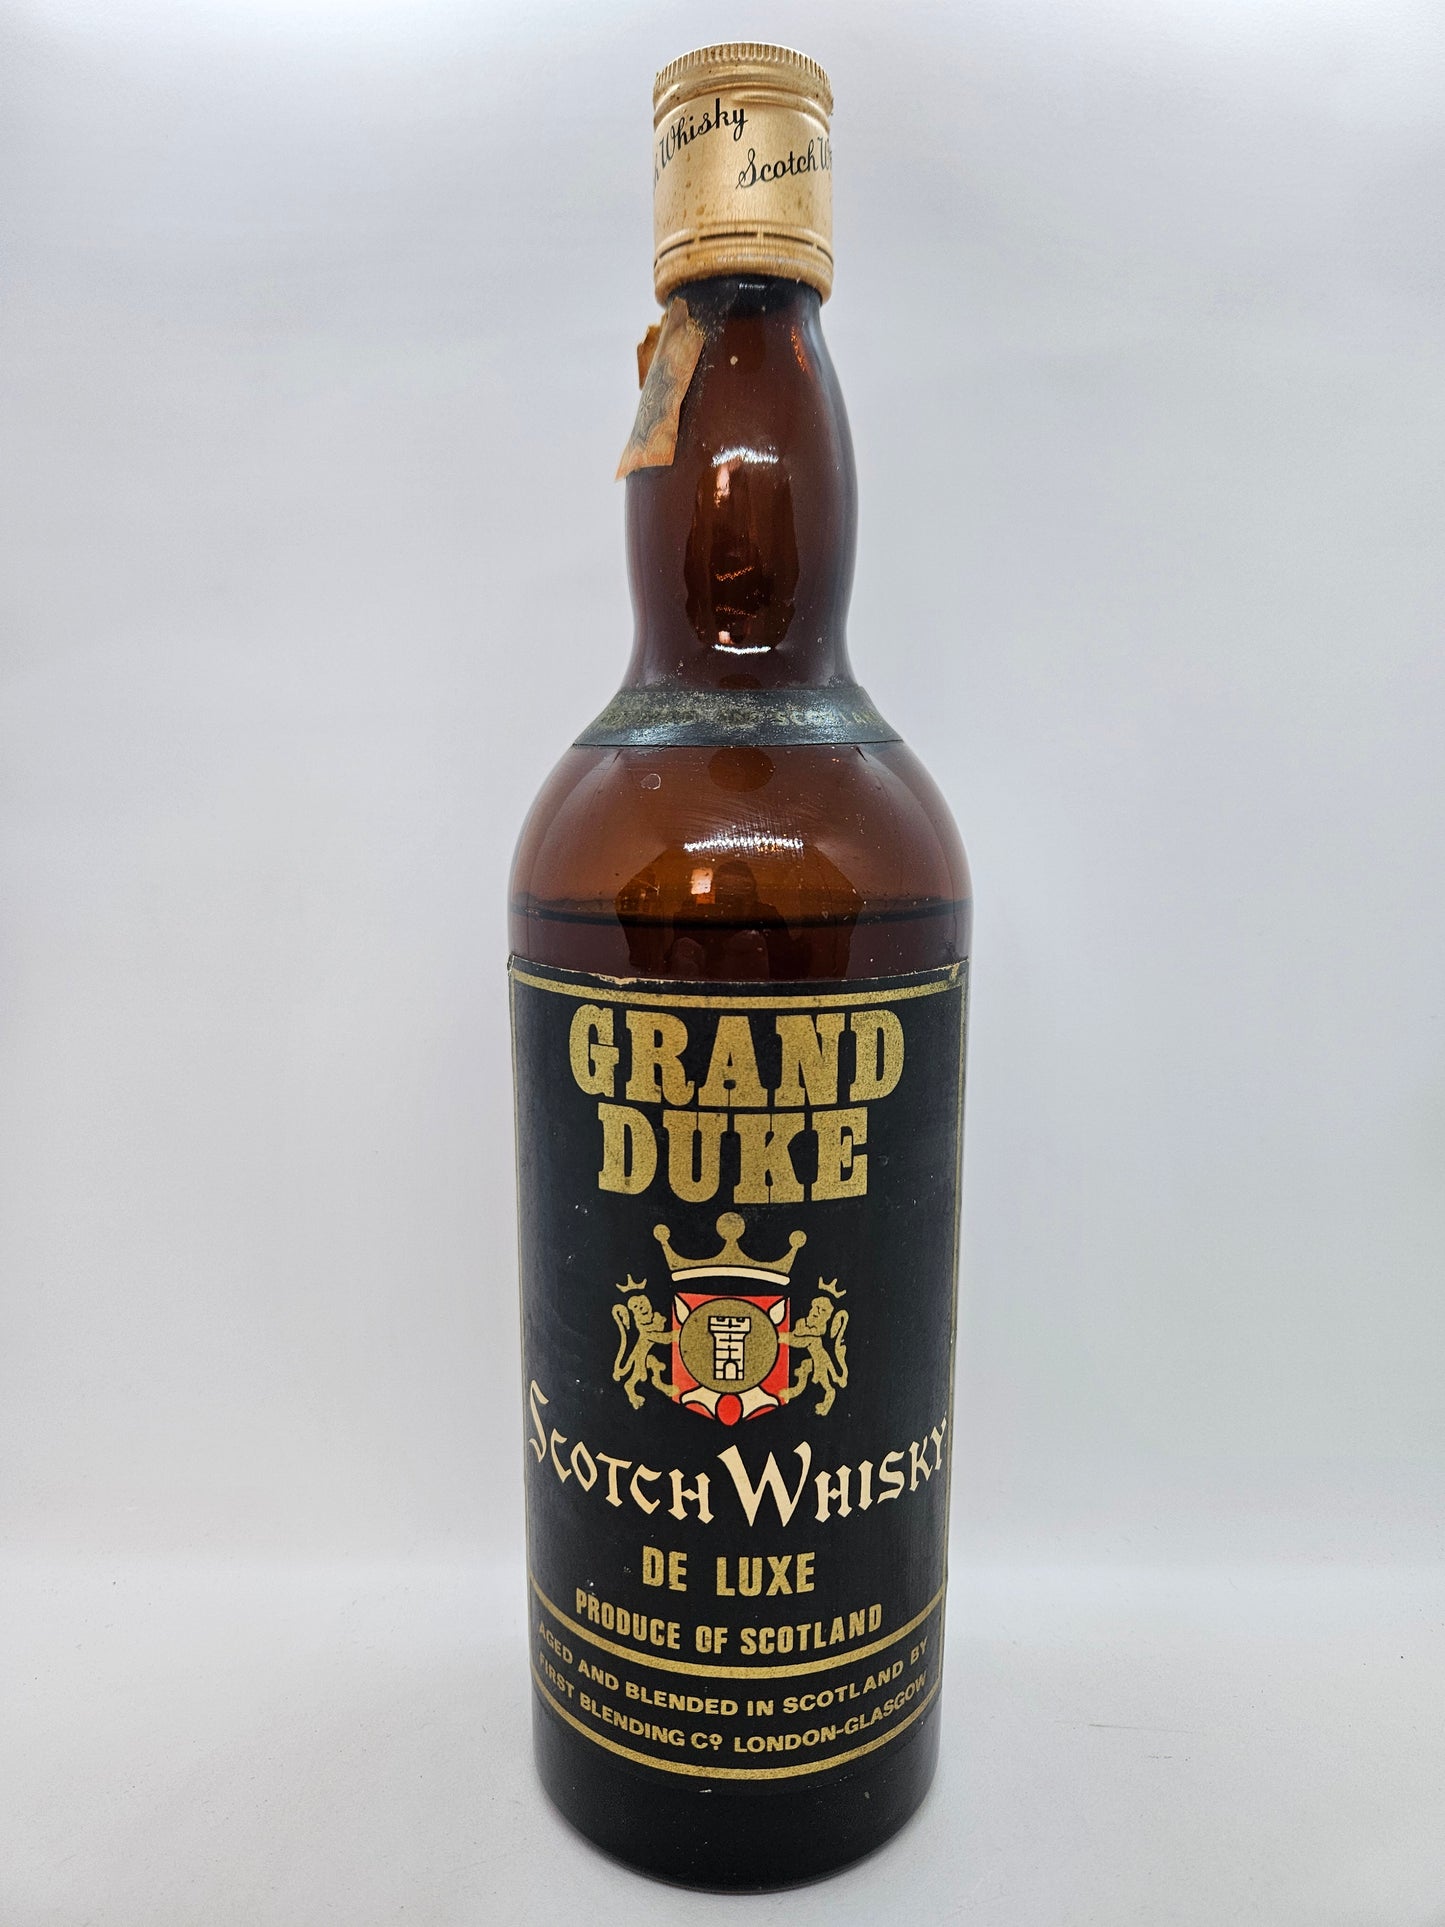 Whisky
Scotch
SCOTLA
GRAND
DUKE
SCOTCH WHISKY
DE LUXE
PRODUCE OF SCOTLAND
AGED AND BLENDED IN SCOTLAND BY
FIRST BLENDING Cº LONDON-GLASGOW